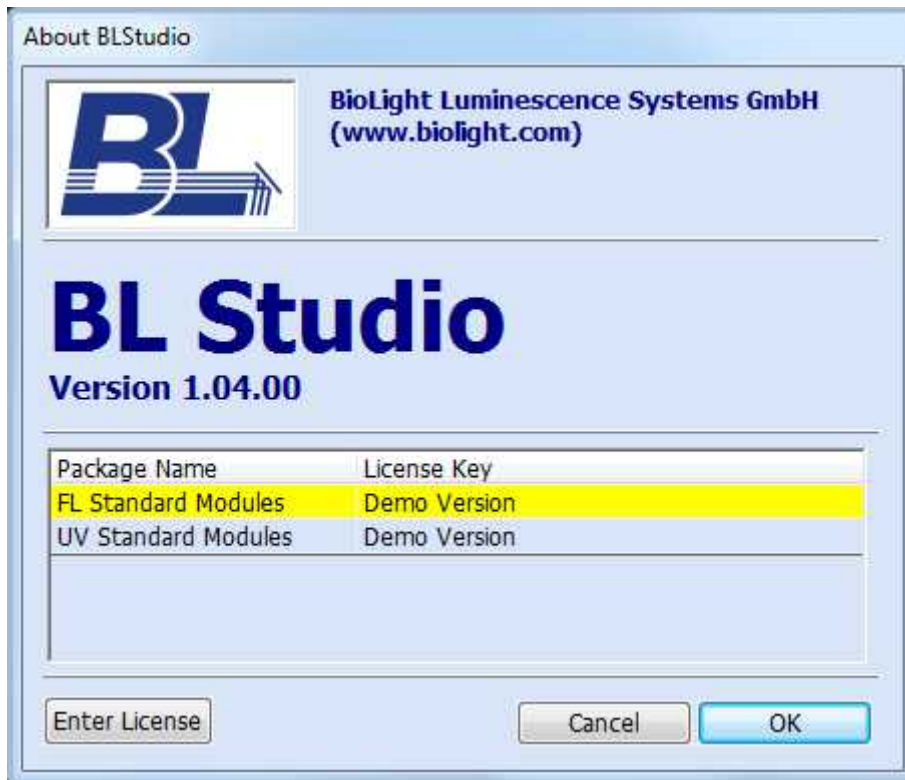 About BLStudio
BL
BioLight Luminescence Systems GmbH
(www.biolight.com)
BL Studio
Version 1.04.00
Package Name License Key
FL Standard Modules Demo Version
UV Standard Modules Demo Version
Enter License Cancel OK